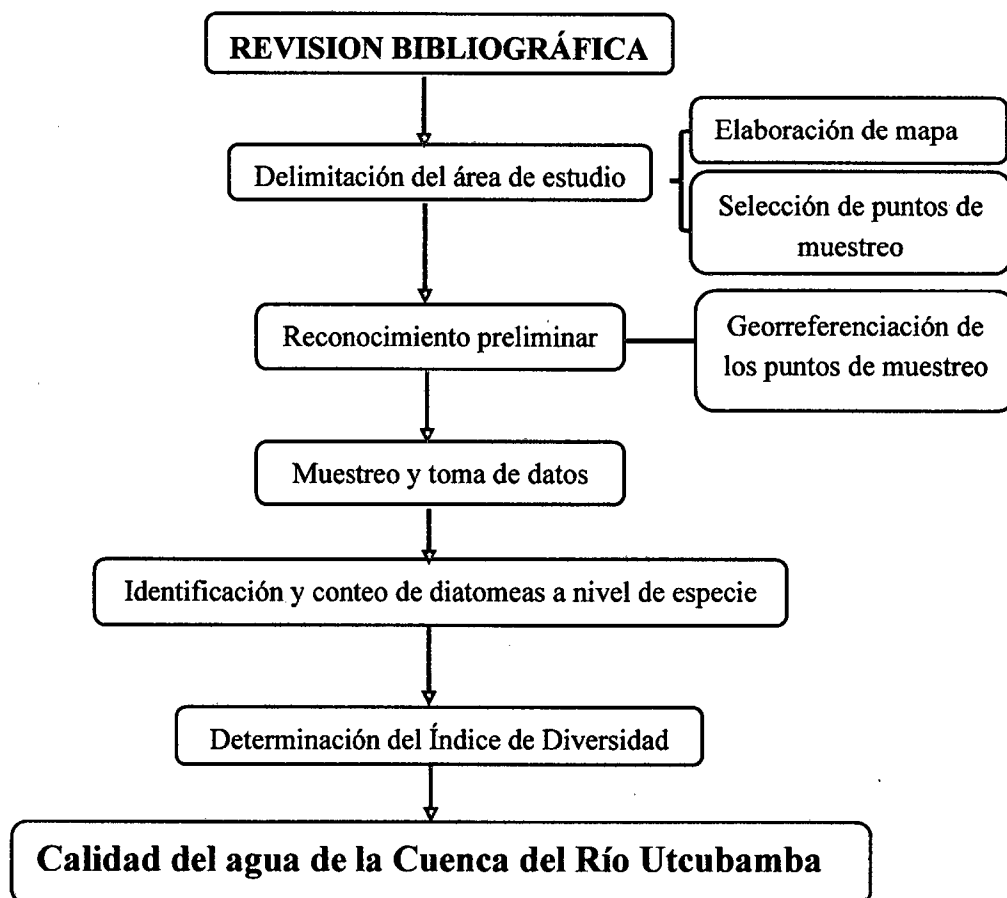 REVISION BIBLIOGRÁFICA
Delimitación del área de estudio
Elaboración de mapa
Selección de puntos de
muestreo
Reconocimiento preliminar
Georreferenciación de
los puntos de muestreo
Muestreo y toma de datos
Identificación y conteo de diatomeas a nivel de especie
Determinación del Índice de Diversidad
Calidad del agua de la Cuenca del Río Utcubamba